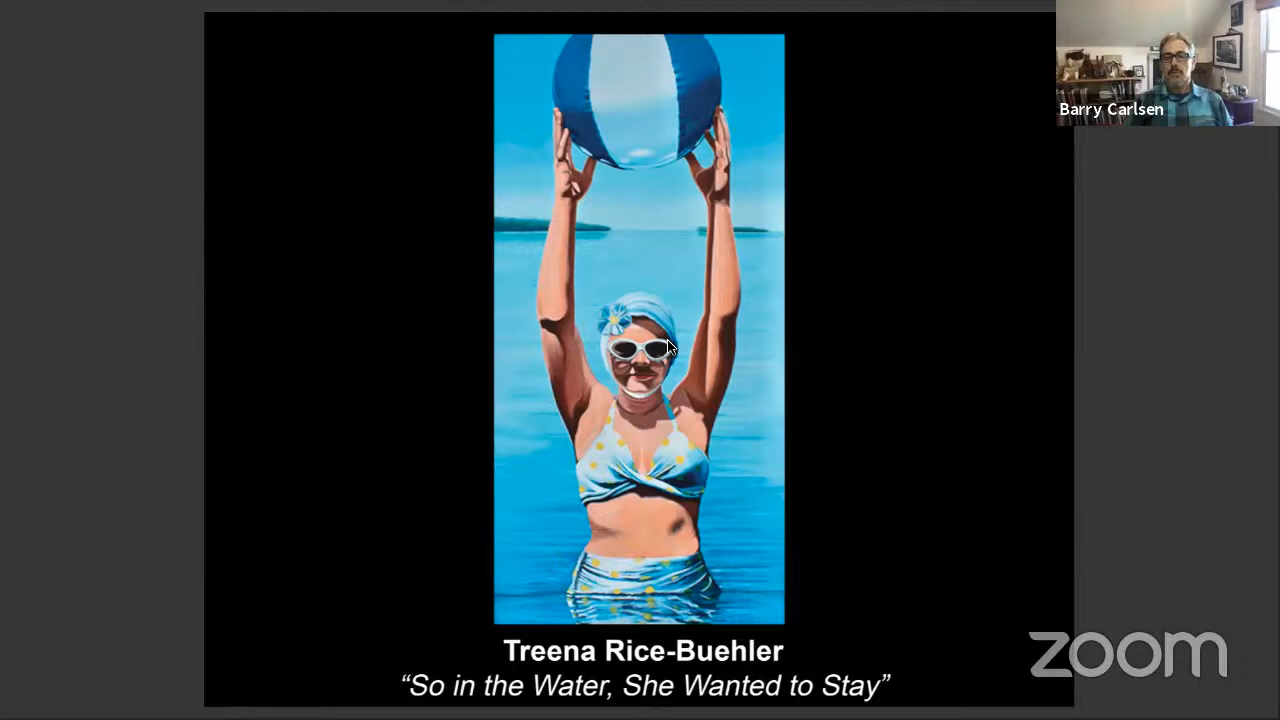 Barry Carlsen
Treena Rice-Buehler
“So in the Water, She Wanted to Stay”
zoom